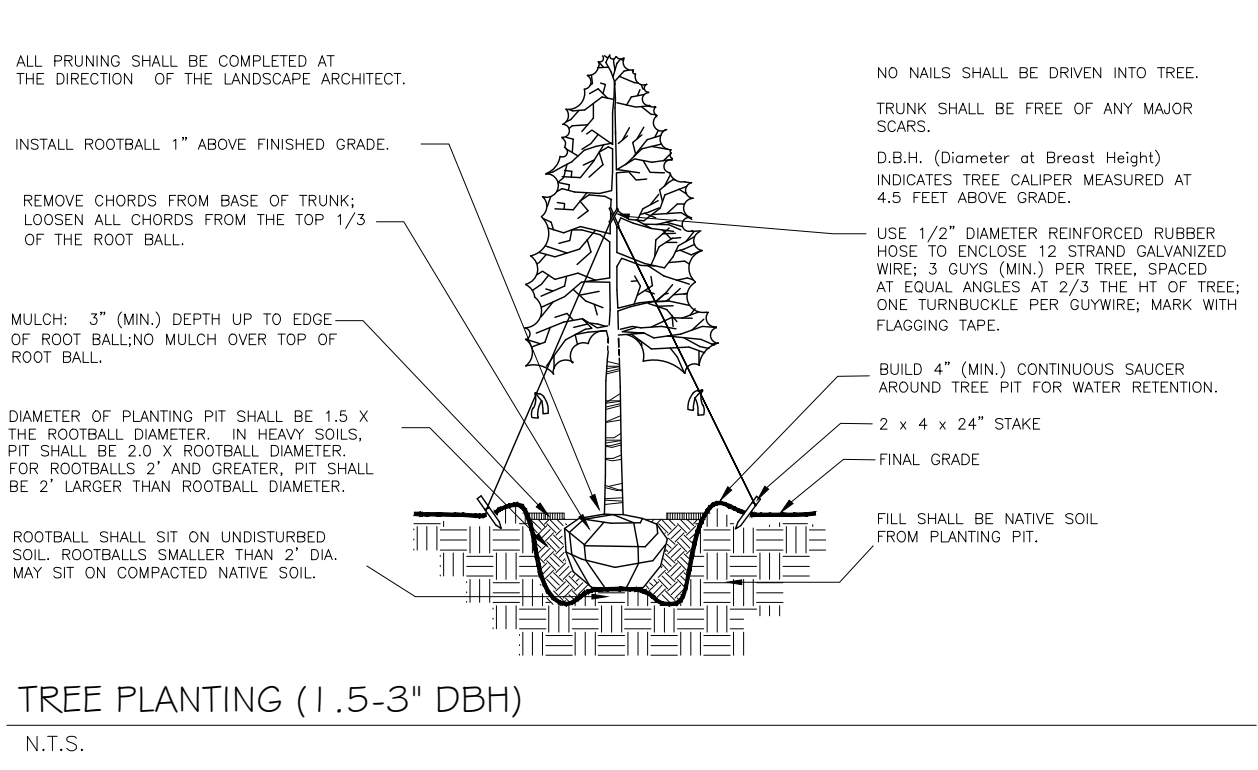 ALL PRUNING SHALL BE COMPLETED AT
THE DIRECTION OF THE LANDSCAPE ARCHITECT.
INSTALL ROOTBALL 1" ABOVE FINISHED GRADE.
REMOVE CHORDS FROM BASE OF TRUNK;
LOOSEN ALL CHORDS FROM THE TOP 1/3
OF THE ROOT BALL.
MULCH: 3" (MIN.) DEPTH UP TO EDGE
OF ROOT BALL;NO MULCH OVER TOP OF
ROOT BALL.
DIAMETER OF PLANTING PIT SHALL BE 1.5 X
THE ROOTBALL DIAMETER. IN HEAVY SOILS,
PIT SHALL BE 2.0 X ROOTBALL DIAMETER.
FOR ROOTBALLS 2' AND GREATER, PIT SHALL
BE 2' LARGER THAN ROOTBALL DIAMETER.
ROOTBALL SHALL SIT ON UNDISTURBED
SOIL. ROOTBALLS SMALLER THAN 2' DIA.
MAY SIT ON COMPACTED NATIVE SOIL.
NO NAILS SHALL BE DRIVEN INTO TREE.
TRUNK SHALL BE FREE OF ANY MAJOR
SCARS.
D.B.H. (Diameter at Breast Height)
INDICATES TREE CALIPER MEASURED AT
4.5 FEET ABOVE GRADE.
USE 1/2" DIAMETER REINFORCED RUBBER
HOSE TO ENCLOSE 12 STRAND GALVANIZED
WIRE; 3 GUYS (MIN.) PER TREE, SPACED
AT EQUAL ANGLES AT 2/3 THE HT OF TREE;
ONE TURNBUCKLE PER GUYWIRE; MARK WITH
FLAGGING TAPE.
BUILD 4" (MIN.) CONTINUOUS SAUCER
AROUND TREE PIT FOR WATER RETENTION.
2 x 4 x 24" STAKE
FINAL GRADE
FILL SHALL BE NATIVE SOIL
FROM PLANTING PIT.
TREE PLANTING (1.5-3" DBH)
N.T.S.